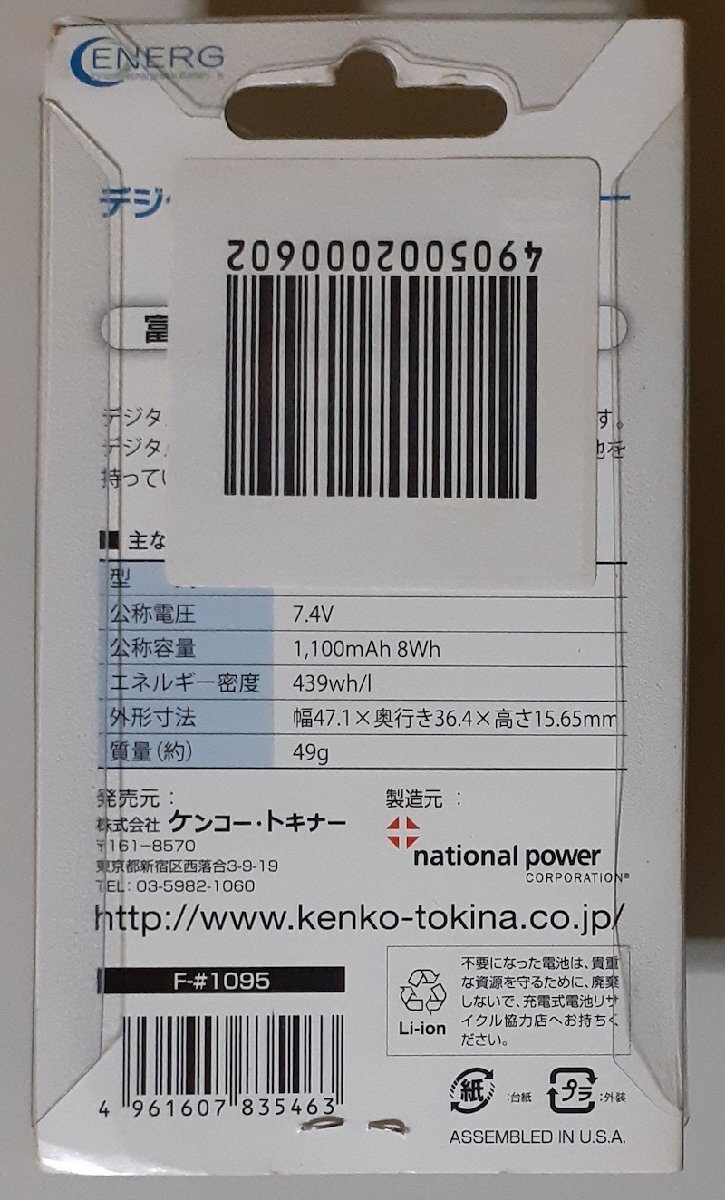 ENERG
デジ
4905002000602
富
デジタ
す。
デジタ
池を
持ってい
■ 主な
型
公称電圧 7.4V
公称容量 1,100mAh 8Wh
エネルギー密度 439wh/l
外形寸法 幅47.1×奥行き36.4×高さ15.65mm
質量(約) 49g
発売元：
株式会社 ケンコー・トキナー
〒161-8570
東京都新宿区西落合3-9-19
TEL：03-5982-1060
製造元：
national power
CORPORATION®
http://www.kenko-tokina.co.jp/
F-#1095
4 961607 835463
Li-ion
不要になった電池は、貴重
な資源を守るために、廃棄
しないで、充電式電池リサ
イクル協力店へお持ちく
ださい。
紙 :台紙 プラ :外装
ASSEMBLED IN U.S.A.